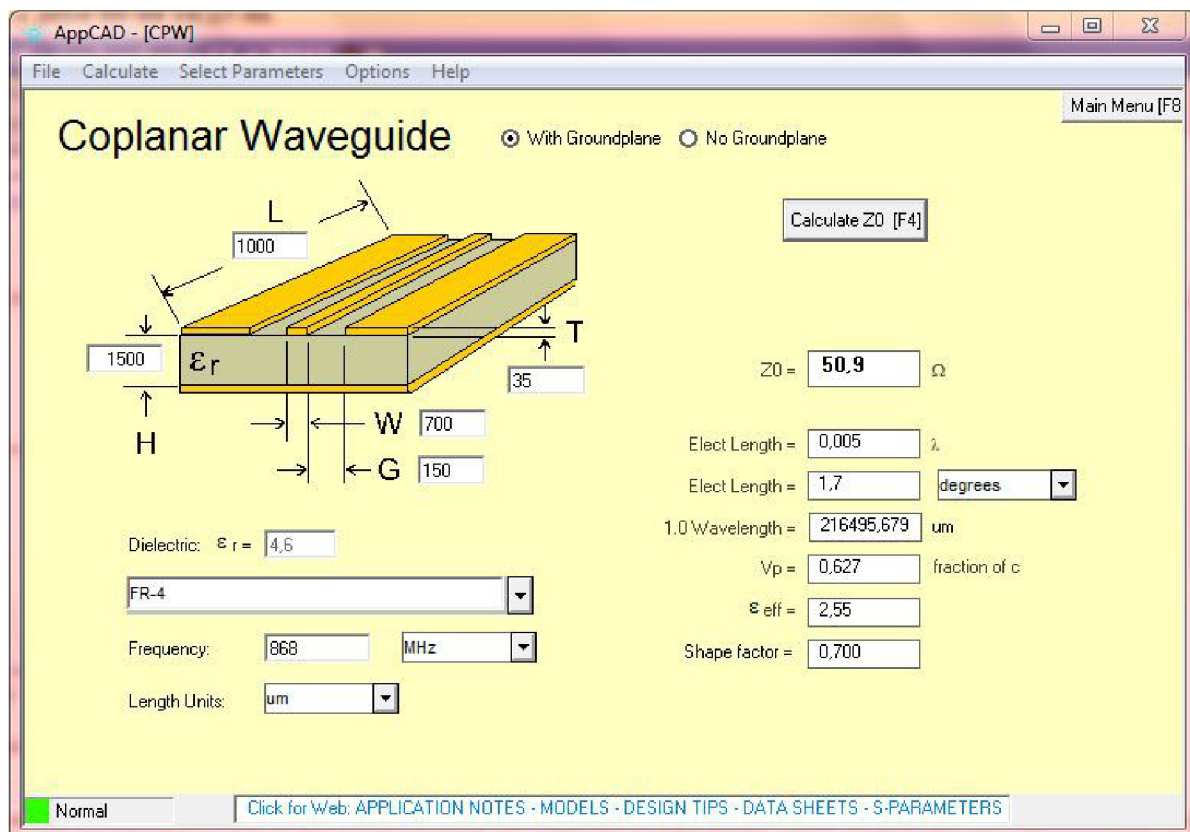 AppCAD - [CPW]
File Calculate Select Parameters Options Help
Main Menu [F8
Coplanar Waveguide
With Groundplane No Groundplane
L
1000
Calculate Z0 [F4]
1500
εr
T
35
H
W 700
G 150
Z0 = 50,9 Ω
Elect Length = 0,005 λ
Elect Length = 1,7 degrees
1.0 Wavelength = 216495,679 um
Vp = 0,627 fraction of c
ε eff = 2,55
Shape factor = 0,700
Dielectric: ε r = 4,6
FR-4
Frequency: 868 MHz
Length Units: um
Normal
Click for Web: APPLICATION NOTES - MODELS - DESIGN TIPS - DATA SHEETS - S-PARAMETERS